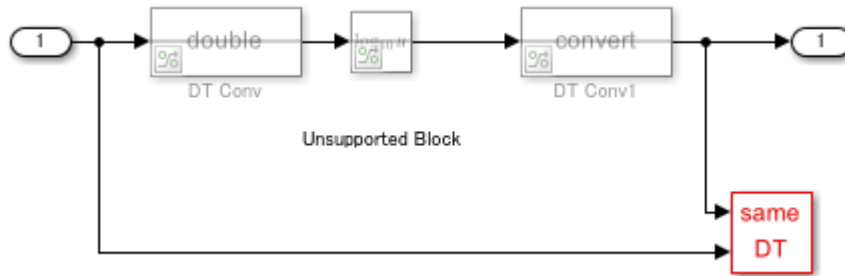 1
double
convert
1
DT Conv
DT Conv1
Unsupported Block
same
DT